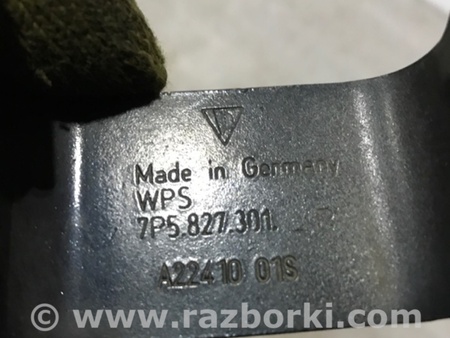 Made in Germany
WPS
7P5.827.301.
A22410 01S
© www.razborki.com/